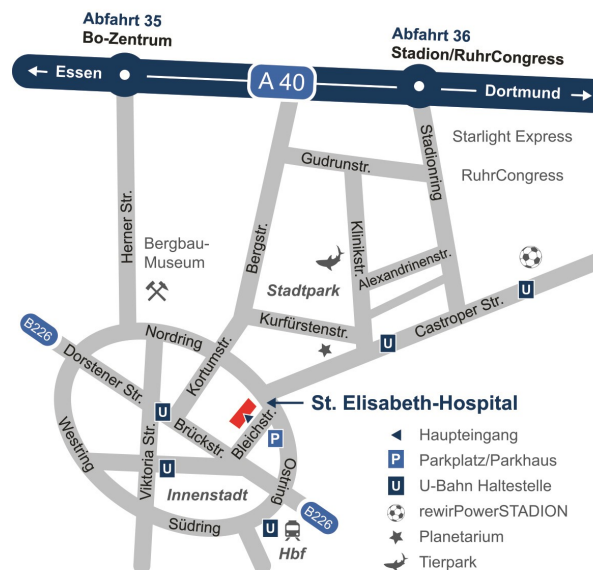 Abfahrt 35
Bo-Zentrum
Abfahrt 36
Stadion/RuhrCongress
Essen
A 40
Dortmund
Starlight Express
RuhrCongress
Gudrunstr.
Stadionring
Herner Str.
Bergstr.
Klinikstr.
Bergbau-
Museum
Alexandrinenstr.
Stadtpark
U
Castroper Str.
Kurfürstenstr.
U
B226
Nordring
Kortumstr.
Dorstener Str.
St. Elisabeth-Hospital
U
Brückstr.
Bleichstr.
P
Westring
Viktoria Str.
U
Innenstadt
Ostring
B226
Südring
U
Hbf
Haupteingang
P Parkplatz/Parkhaus
U U-Bahn Haltestelle
rewirPowerSTADION
Planetarium
Tierpark